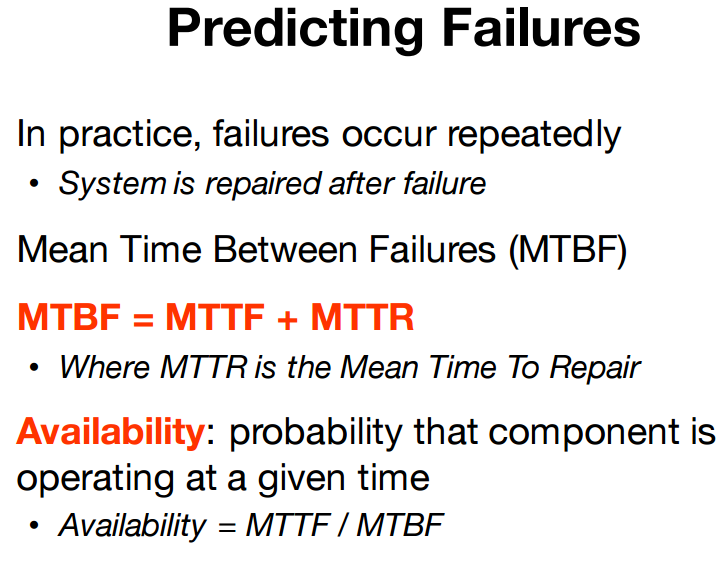 Predicting Failures
In practice, failures occur repeatedly
• System is repaired after failure
Mean Time Between Failures (MTBF)
MTBF = MTTF + MTTR
• Where MTTR is the Mean Time To Repair
Availability: probability that component is
operating at a given time
• Availability = MTTF / MTBF